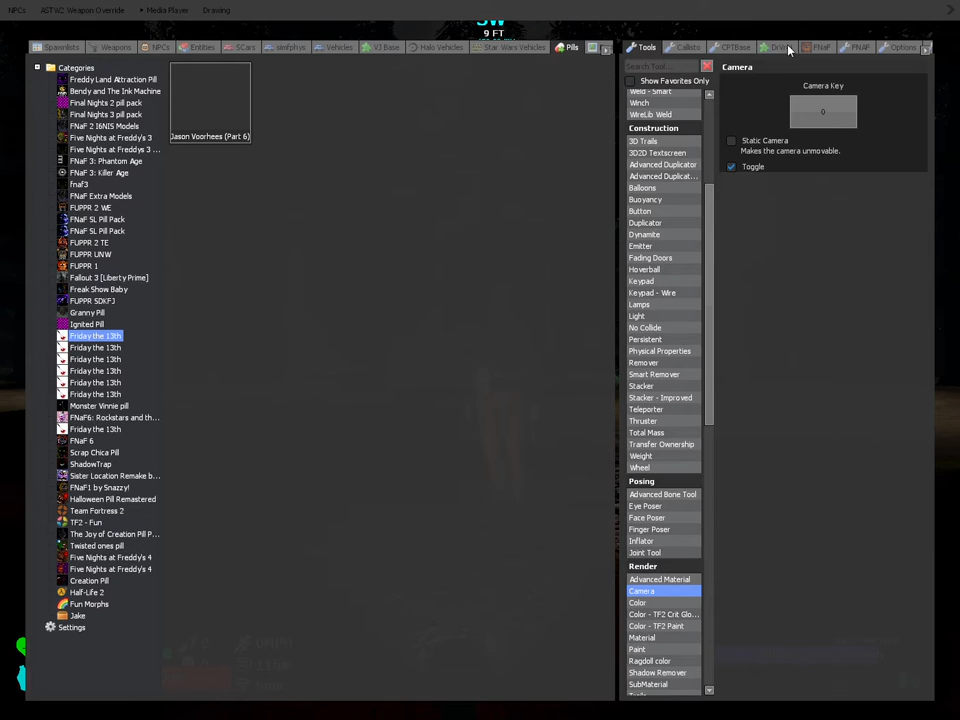 NPCs ASTW2 Weapon Override • Media Player Drawing
SW
9 FT
Spawnlists Weapons NPCs Entities SCars simfphys Vehicles VJ Base Halo Vehicles Star Wars Vehicles Pills
Categories
Freddy Land Attraction Pill
Bendy and The Ink Machine
Final Nights 2 pill pack
Final Nights 3 pill pack
FNAF 2 I6NIS Models
Five Nights at Freddy's 3
Five Nights at Freddys 3 ...
FNAF 3: Phantom Age
FNAF 3: Killer Age
fnaf3
FNAF Extra Models
FUPPR 2 WE
FNaF SL Pill Pack
FNaF SL Pill Pack
FUPPR 2 TE
FUPPR UNW
FUPPR 1
Fallout 3 [Liberty Prime]
Freak Show Baby
FUPPR SDKFJ
Granny Pill
Ignited Pill
Friday the 13th
Friday the 13th
Friday the 13th
Friday the 13th
Friday the 13th
Friday the 13th
Monster Vinnie pill
FNaF6: Rockstars and th...
Friday the 13th
FNaF 6
Scrap Chica Pill
ShadowTrap
Sister Location Remake b...
FNaF1 by Snazzy!
Halloween Pill Remastered
Team Fortress 2
TF2 - Fun
The Joy of Creation Pill P...
Twisted ones pill
Five Nights at Freddy's 4
Five Nights at Freddy's 4
Creation Pill
Half-Life 2
Fun Morphs
Jake
Settings
Jason Voorhees (Part 6)
Tools Callisto CPTBase FNaF FNAF Options
Search Tool...
Show Favorites Only
Weld - Smart
Winch
WireLib Weld
Construction
3D Trails
3D2D Textscreen
Advanced Duplicator
Advanced Duplicat...
Balloons
Buoyancy
Button
Duplicator
Dynamite
Emitter
Fading Doors
Hoverball
Keypad
Keypad - Wire
Lamps
Light
No Collide
Persistent
Physical Properties
Remover
Smart Remover
Stacker
Stacker - Improved
Teleporter
Thruster
Total Mass
Transfer Ownership
Weight
Wheel
Posing
Advanced Bone Tool
Eye Poser
Face Poser
Finger Poser
Inflator
Joint Tool
Render
Advanced Material
Camera
Color
Color - TF2 Crit Glo...
Color - TF2 Paint
Material
Paint
Ragdoll color
Shadow Remover
SubMaterial
Camera
Camera Key
0
Static Camera
Makes the camera unmovable.
Toggle